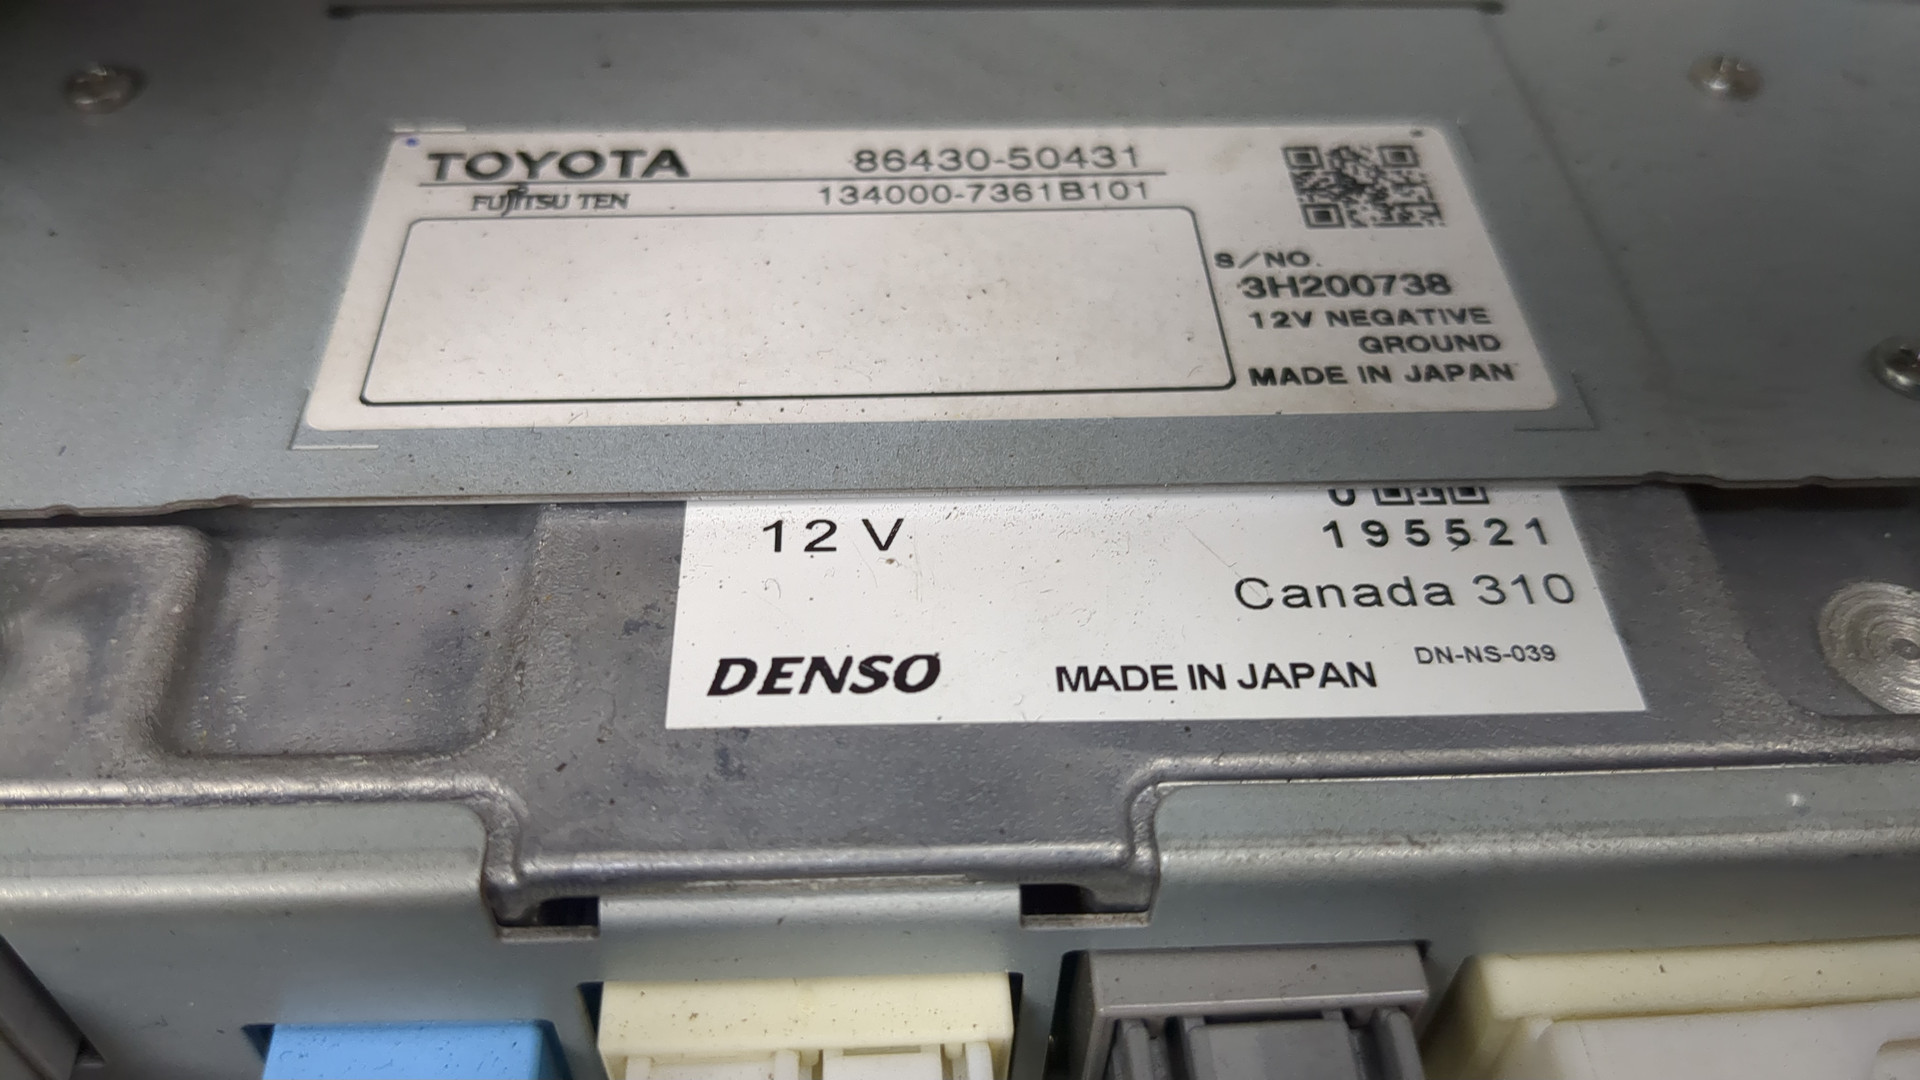 TOYOTA 86430-50431
FUJITSU TEN 134000-7361B101
S/NO.
3H200738
12V NEGATIVE
GROUND
MADE IN JAPAN
12 V 195521
Canada 310
DENSO MADE IN JAPAN DN-NS-039